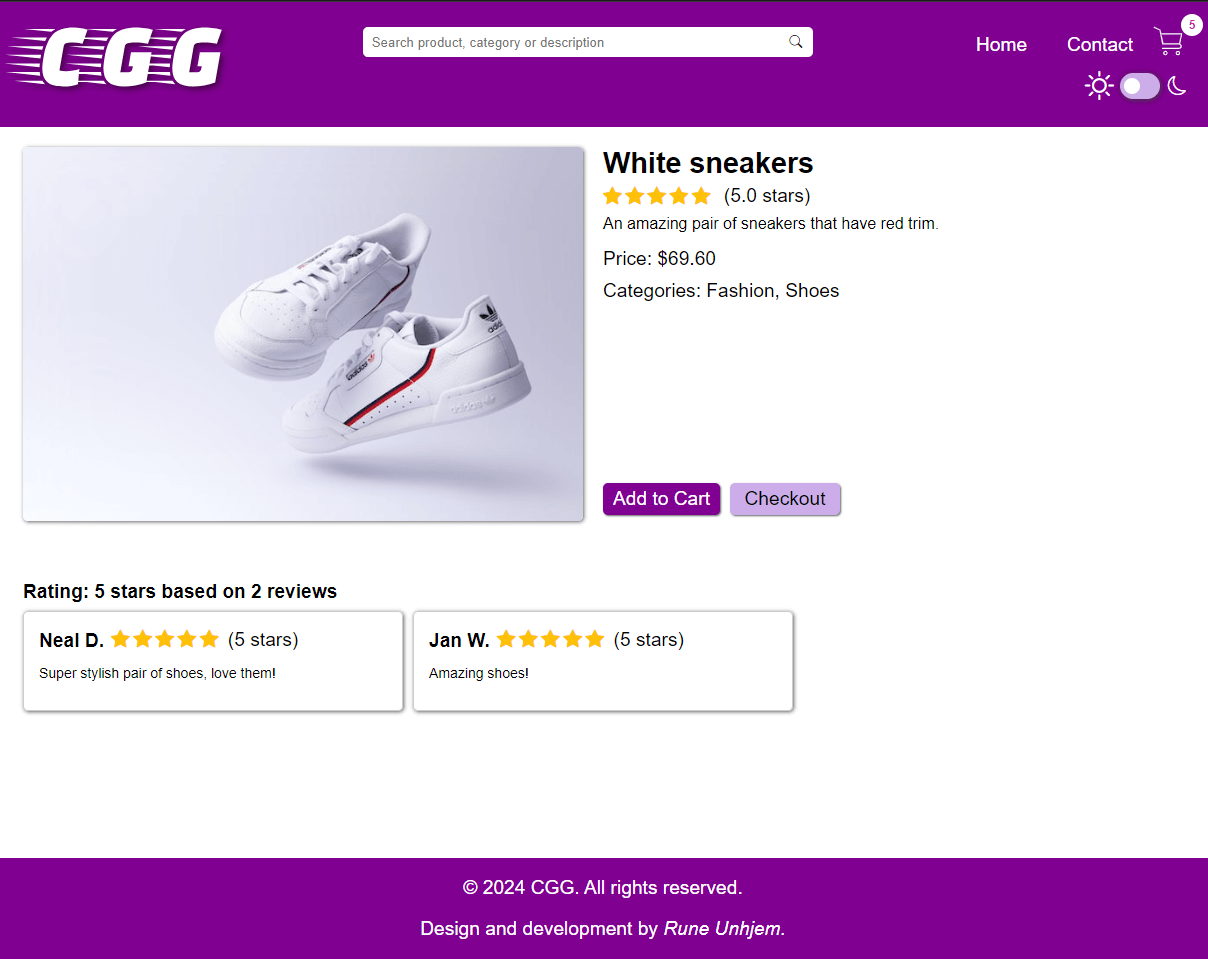 CGG
Search product, category or description
Home
Contact
5
White sneakers
(5.0 stars)
An amazing pair of sneakers that have red trim.
Price: $69.60
Categories: Fashion, Shoes
adidas
adidas
adidas
Add to Cart
Checkout
Rating: 5 stars based on 2 reviews
Neal D. (5 stars)
Super stylish pair of shoes, love them!
Jan W. (5 stars)
Amazing shoes!
© 2024 CGG. All rights reserved.
Design and development by Rune Unhjem.